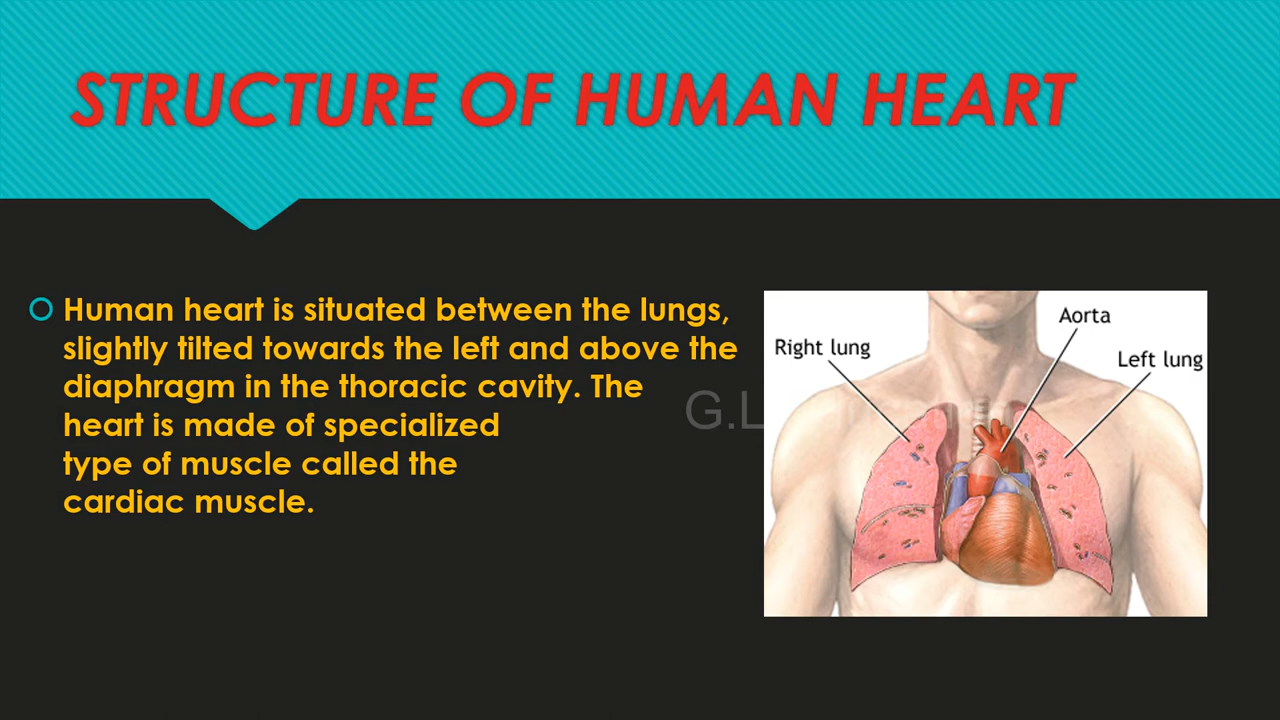 STRUCTURE OF HUMAN HEART
Human heart is situated between the lungs,
slightly tilted towards the left and above the
diaphragm in the thoracic cavity. The
heart is made of specialized
type of muscle called the
cardiac muscle.
Aorta
Right lung
Left lung